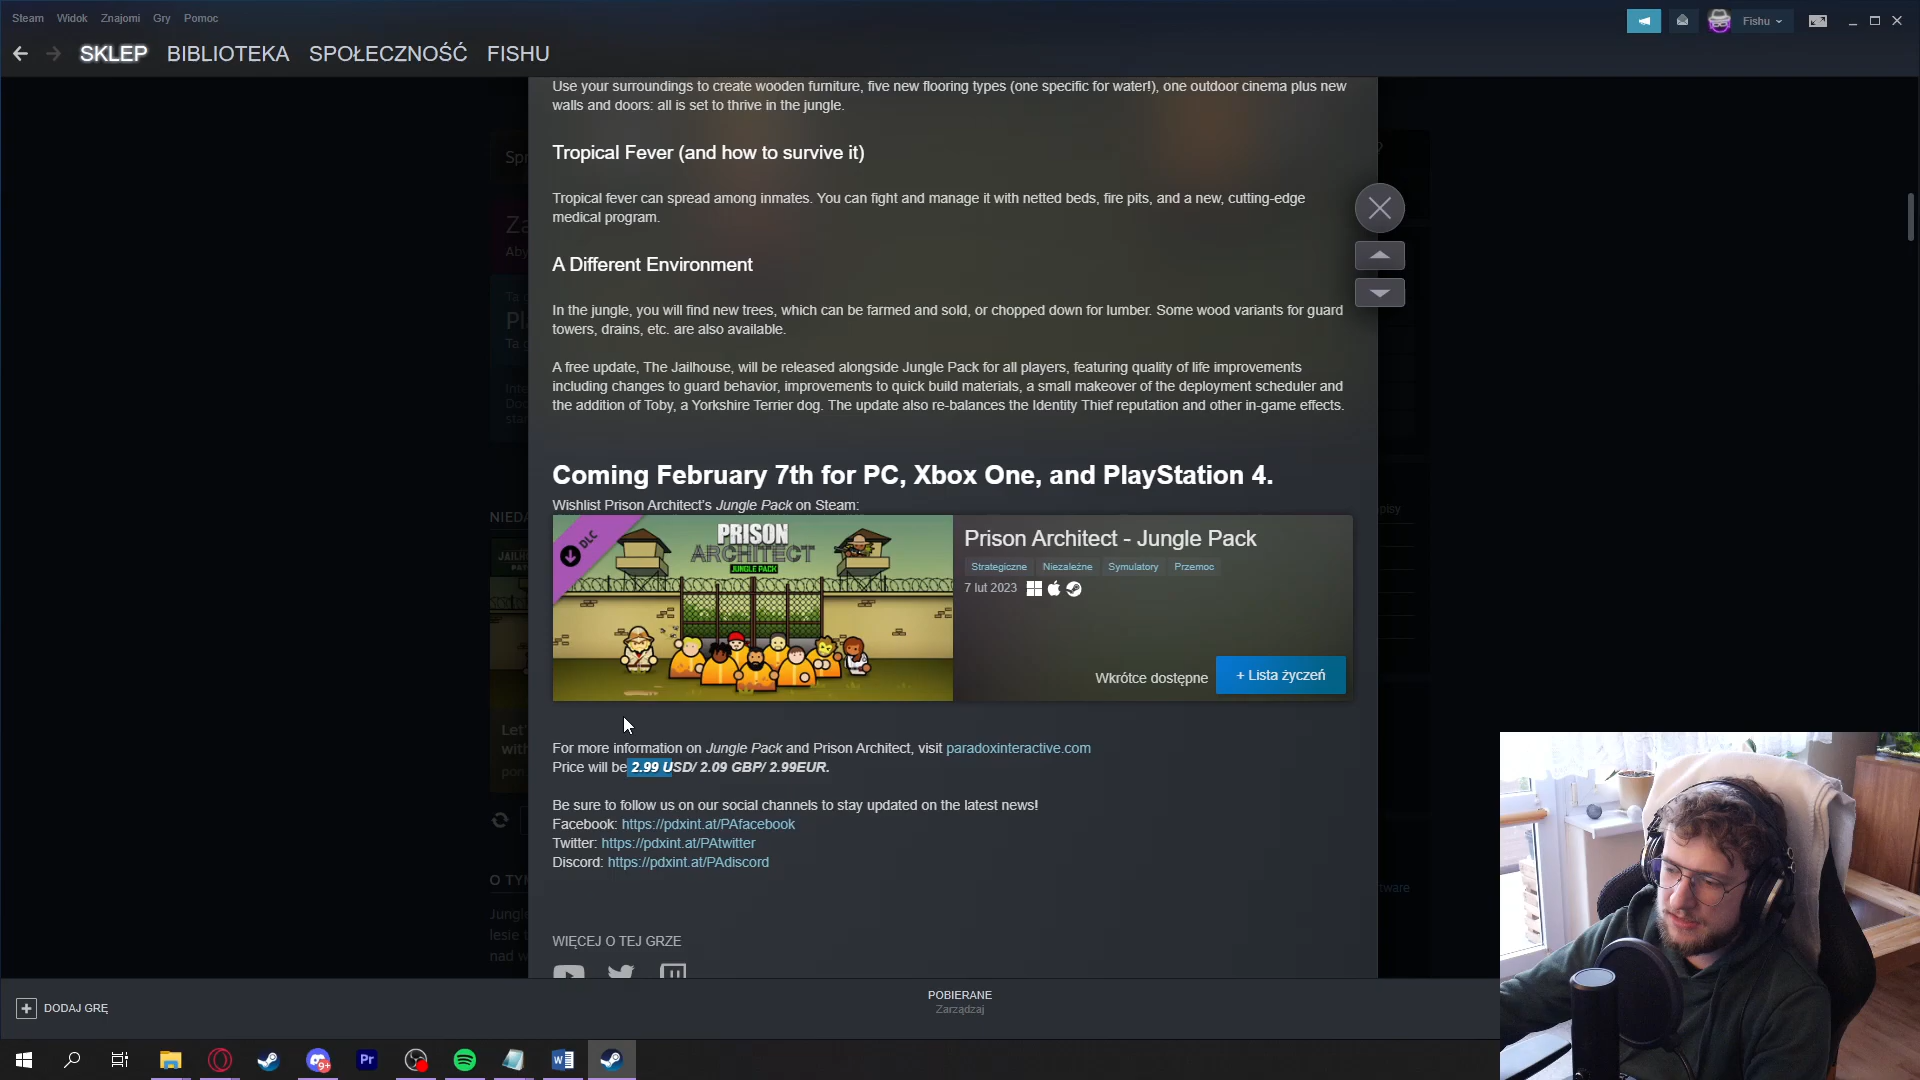 Steam Widok Znajomi Gry Pomoc
Fishu
SKLEP BIBLIOTEKA SPOŁECZNOŚĆ FISHU
Use your surroundings to create wooden furniture, five new flooring types (one specific for water!), one outdoor cinema plus new
walls and doors: all is set to thrive in the jungle.
Tropical Fever (and how to survive it)
Tropical fever can spread among inmates. You can fight and manage it with netted beds, fire pits, and a new, cutting-edge
medical program.
A Different Environment
In the jungle, you will find new trees, which can be farmed and sold, or chopped down for lumber. Some wood variants for guard
towers, drains, etc. are also available.
A free update, The Jailhouse, will be released alongside Jungle Pack for all players, featuring quality of life improvements
including changes to guard behavior, improvements to quick build materials, a small makeover of the deployment scheduler and
the addition of Toby, a Yorkshire Terrier dog. The update also re-balances the Identity Thief reputation and other in-game effects.
Coming February 7th for PC, Xbox One, and PlayStation 4.
Wishlist Prison Architect's Jungle Pack on Steam:
DLC
PRISON
ARCHITECT
JUNGLE PACK
Prison Architect - Jungle Pack
Strategiczne Niezależne Symulatory Przemoc
7 lut 2023
Wkrótce dostępne + Lista życzeń
For more information on Jungle Pack and Prison Architect, visit paradoxinteractive.com
Price will be 2.99 USD/ 2.09 GBP/ 2.99EUR.
Be sure to follow us on our social channels to stay updated on the latest news!
Facebook: https://pdxint.at/PAfacebook
Twitter: https://pdxint.at/PAtwitter
Discord: https://pdxint.at/PAdiscord
WIĘCEJ O TEJ GRZE
DODAJ GRĘ
POBIERANE
Zarządzaj
9+
Pr
W